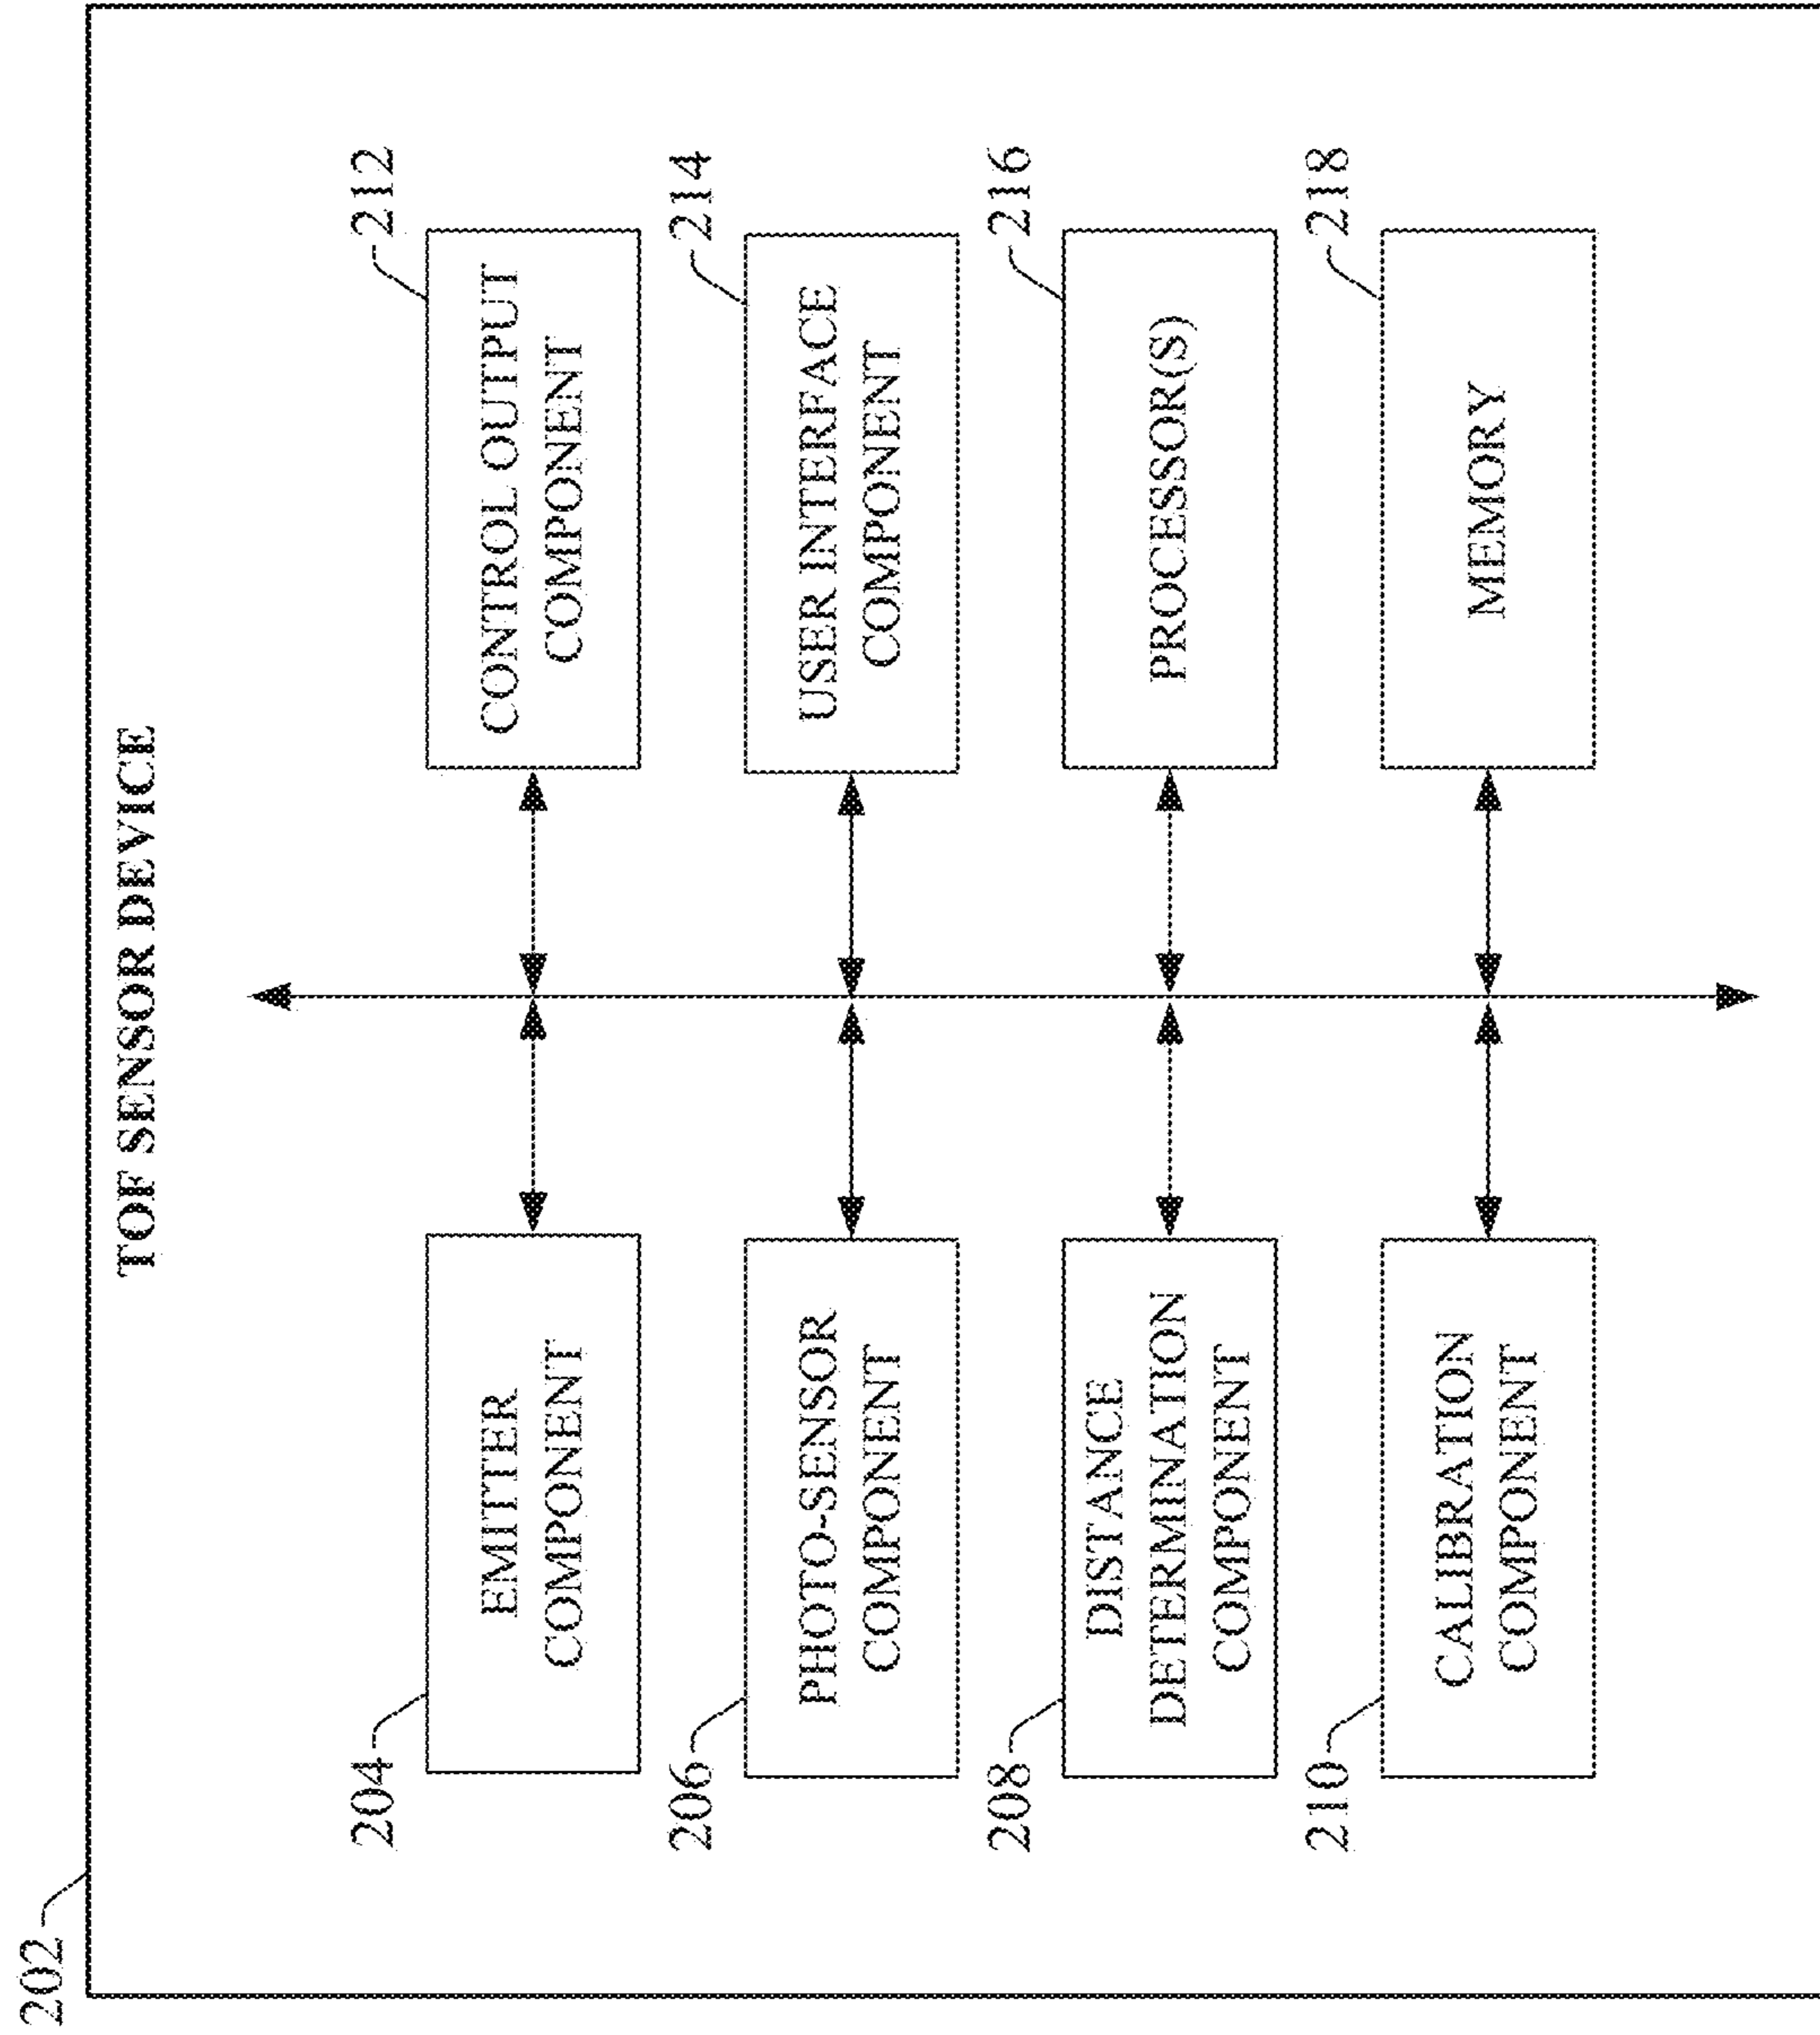 202
TOF SENSOR DEVICE
204
EMITTER
COMPONENT
206
PHOTO-SENSOR
COMPONENT
208
DISTANCE
DETERMINATION
COMPONENT
210
CALIBRATION
COMPONENT
212
CONTROL OUTPUT
COMPONENT
214
USER INTERFACE
COMPONENT
216
PROCESSOR(S)
218
MEMORY